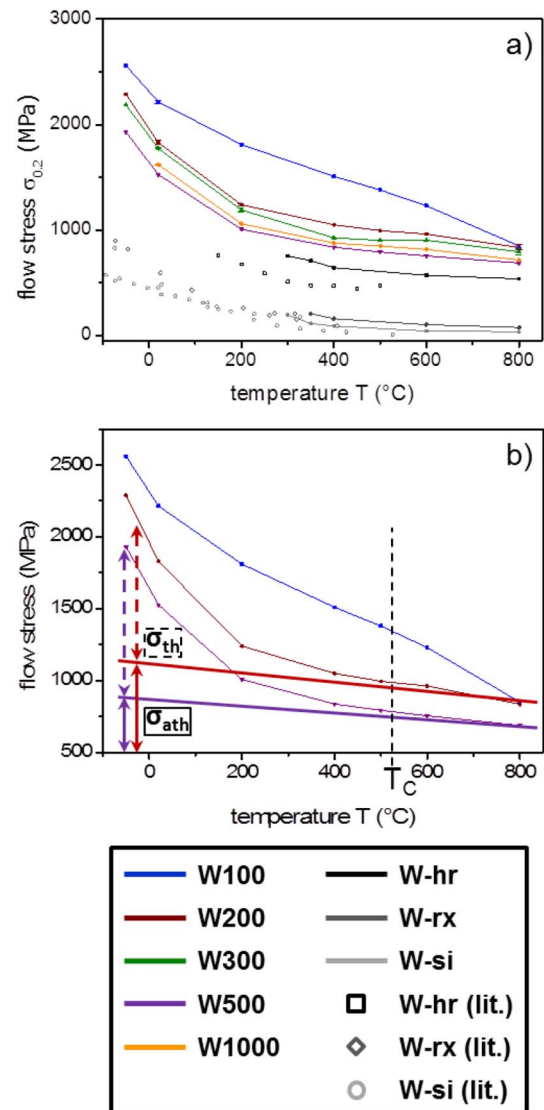 a)
3000
2000
1000
0
flow stress σ0.2 (MPa)
0 200 400 600 800
temperature T (°C)
b)
2500
2000
1500
1000
500
flow stress (MPa)
σth
σath
0 200 400 600 800
TC
temperature T (°C)
W100 W-hr
W200 W-rx
W300 W-si
W500 W-hr (lit.)
W1000 W-rx (lit.)
W-si (lit.)